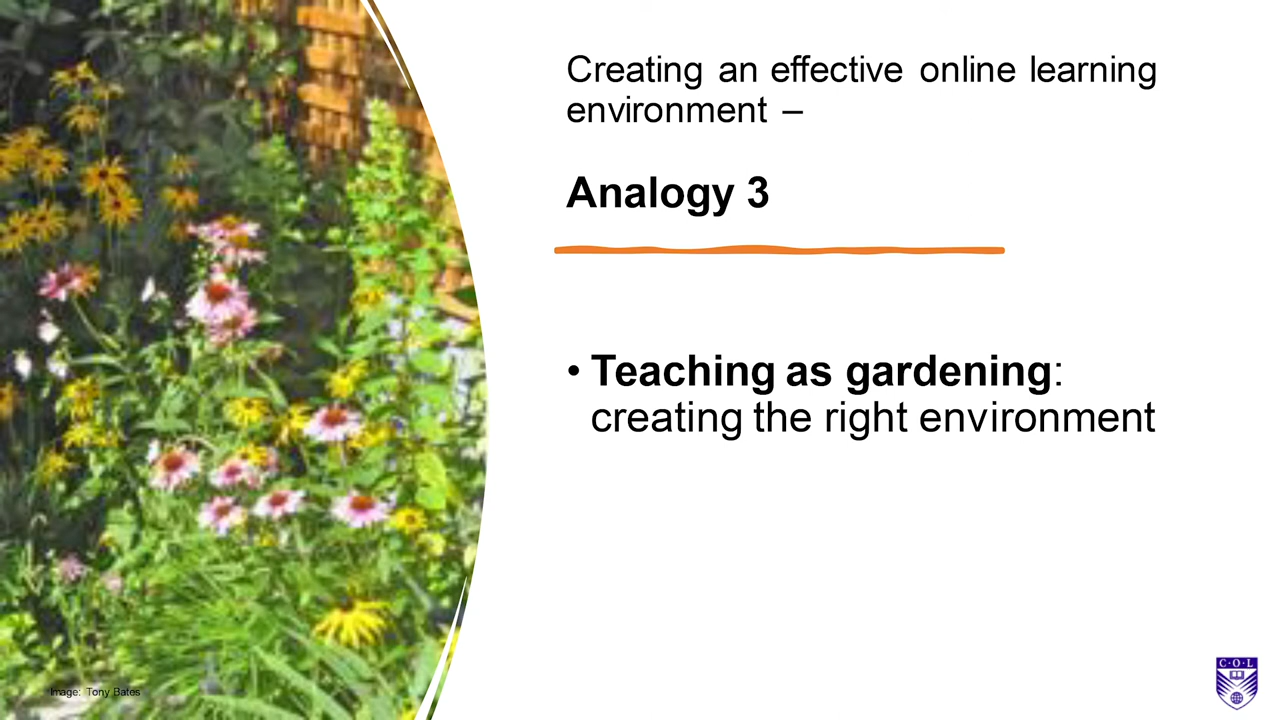 Creating an effective online learning
environment –
Analogy 3
• Teaching as gardening:
creating the right environment
Image: Tony Bates
C·O·L